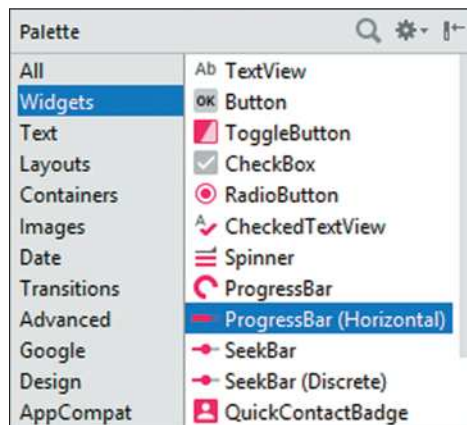 Palette
All
Widgets
Text
Layouts
Containers
Images
Date
Transitions
Advanced
Google
Design
AppCompat
Ab TextView
OK Button
ToggleButton
CheckBox
RadioButton
CheckedTextView
Spinner
ProgressBar
ProgressBar (Horizontal)
SeekBar
SeekBar (Discrete)
QuickContactBadge